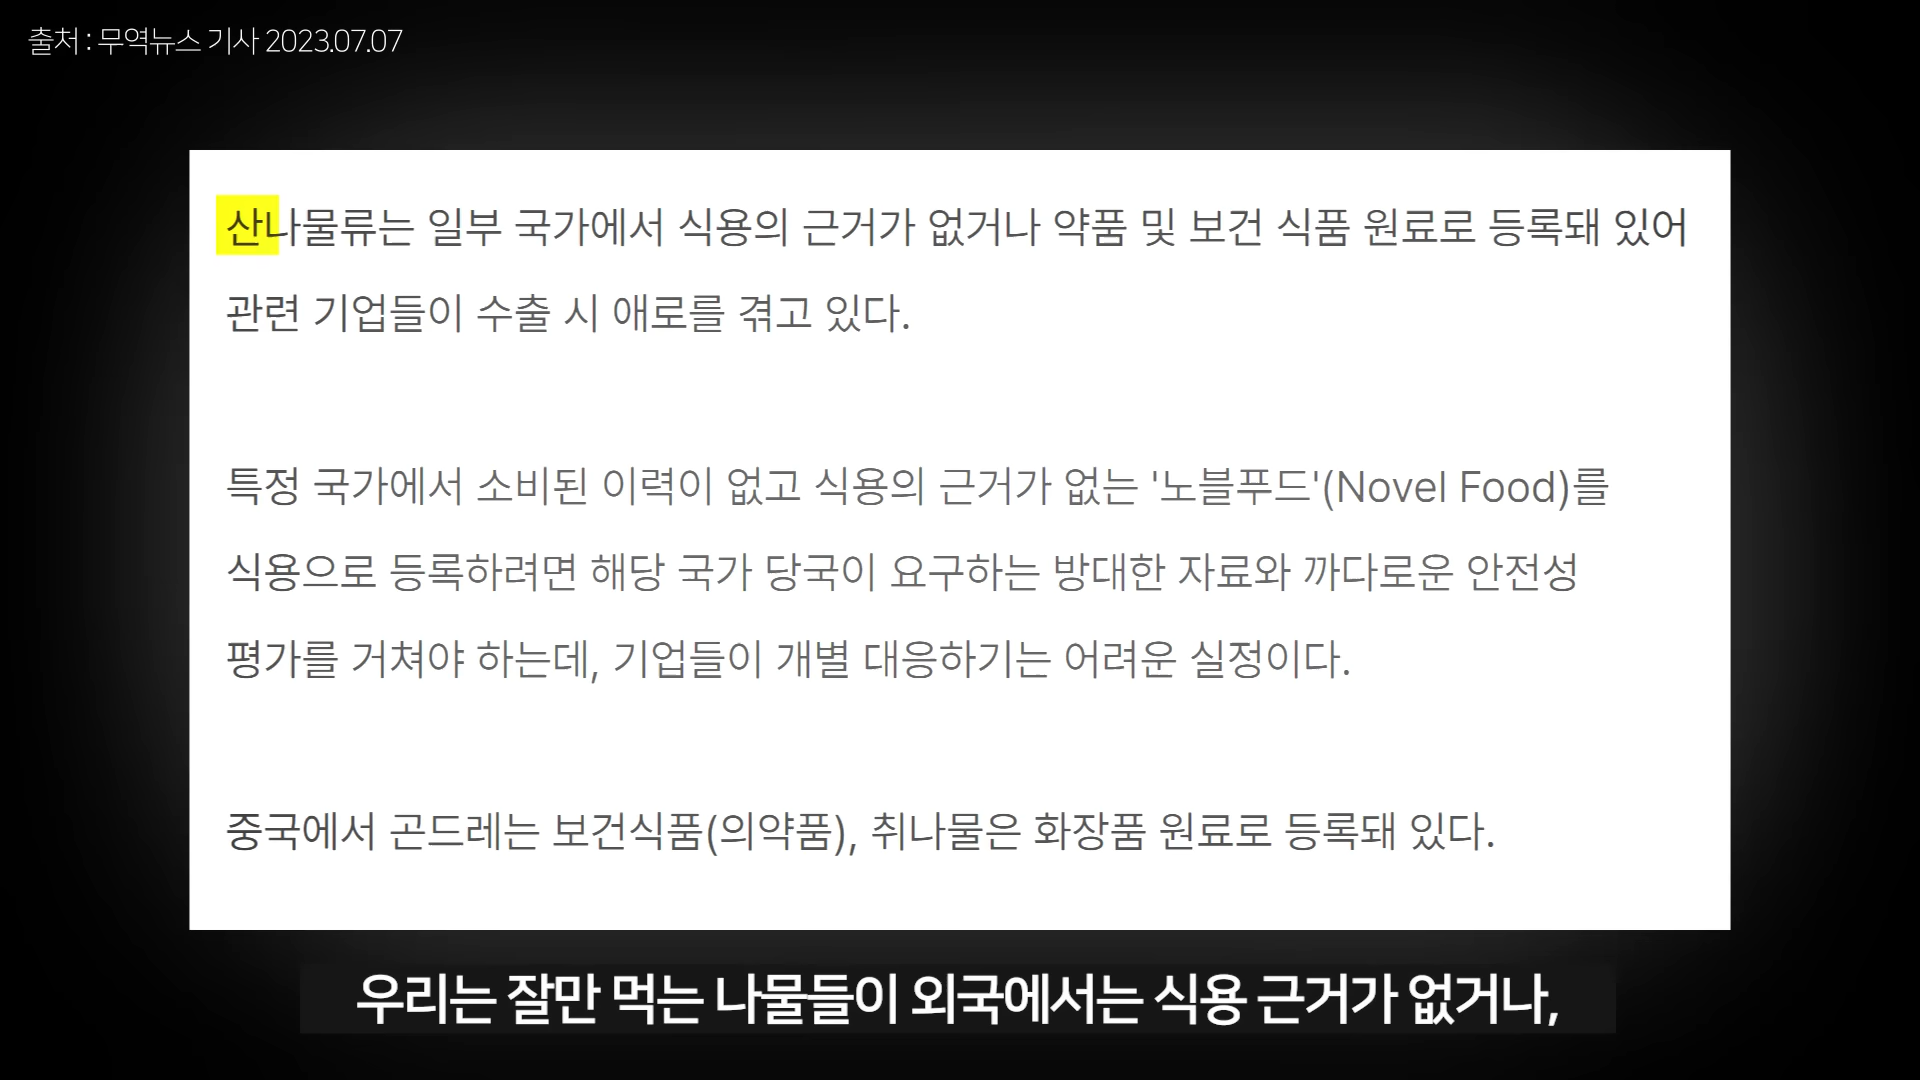 출처 : 무역뉴스 기사 2023.07.07
산나물류는 일부 국가에서 식용의 근거가 없거나 약품 및 보건 식품 원료로 등록돼 있어
관련 기업들이 수출 시 애로를 겪고 있다.
특정 국가에서 소비된 이력이 없고 식용의 근거가 없는 '노블푸드'(Novel Food)를
식용으로 등록하려면 해당 국가 당국이 요구하는 방대한 자료와 까다로운 안전성
평가를 거쳐야 하는데, 기업들이 개별 대응하기는 어려운 실정이다.
중국에서 곤드레는 보건식품(의약품), 취나물은 화장품 원료로 등록돼 있다.
우리는 잘만 먹는 나물들이 외국에서는 식용 근거가 없거나,